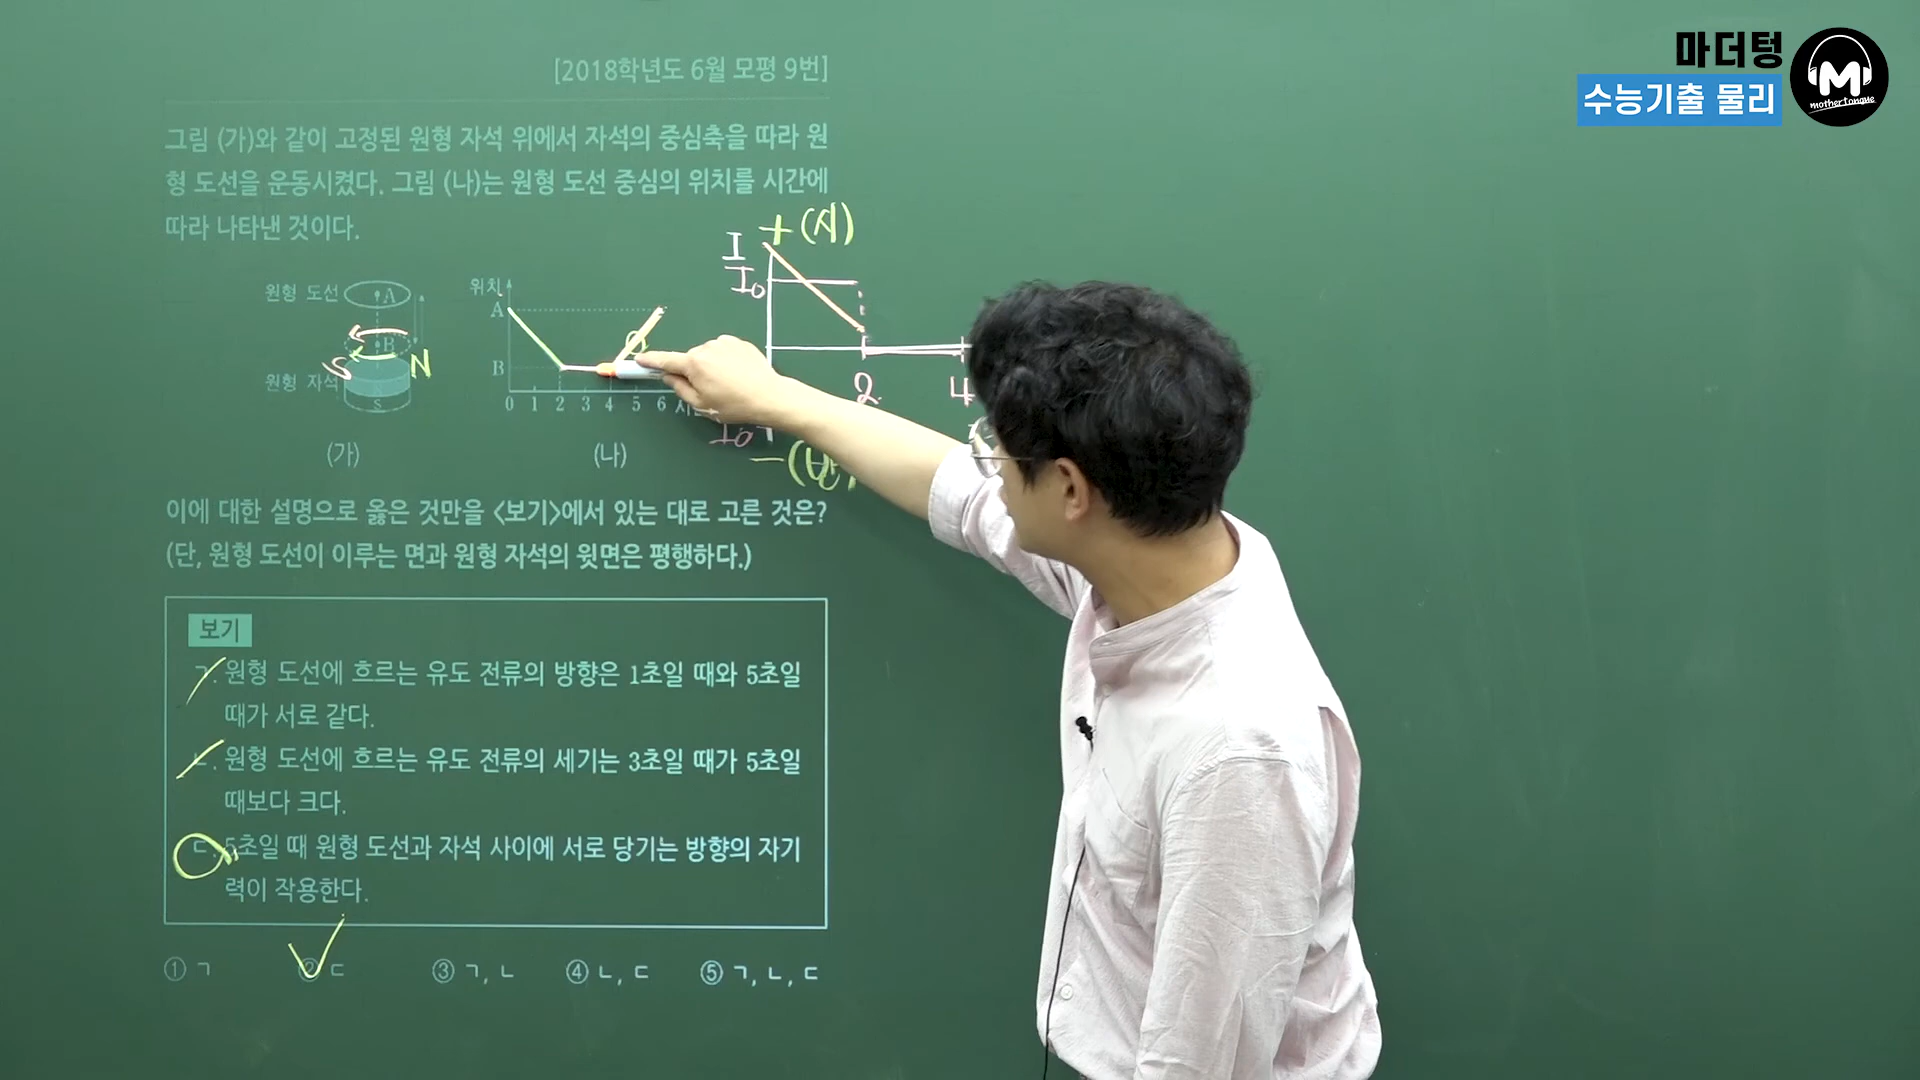 마더텅
수능기출 물리
M
mothertongue
[2018학년도 6월 모평 9번]
그림 (가)와 같이 고정된 원형 자석 위에서 자석의 중심축을 따라 원
형 도선을 운동시켰다. 그림 (나)는 원형 도선 중심의 위치를 시간에
따라 나타낸 것이다.
원형 도선 A
B
S N
원형 자석
S
(가)
위치
A
B
0 1 2 3 4 5 6
(나)
+(시)
I
I₀
2 4
I₀
-(반
이에 대한 설명으로 옳은 것만을 <보기>에서 있는 대로 고른 것은?
(단, 원형 도선이 이루는 면과 원형 자석의 윗면은 평행하다.)
보기
ㄱ. 원형 도선에 흐르는 유도 전류의 방향은 1초일 때와 5초일
때가 서로 같다.
ㄴ. 원형 도선에 흐르는 유도 전류의 세기는 3초일 때가 5초일
때보다 크다.
ㄷ. 5초일 때 원형 도선과 자석 사이에 서로 당기는 방향의 자기
력이 작용한다.
① ㄱ ② ㄷ ③ ㄱ, ㄴ ④ ㄴ, ㄷ ⑤ ㄱ, ㄴ, ㄷ